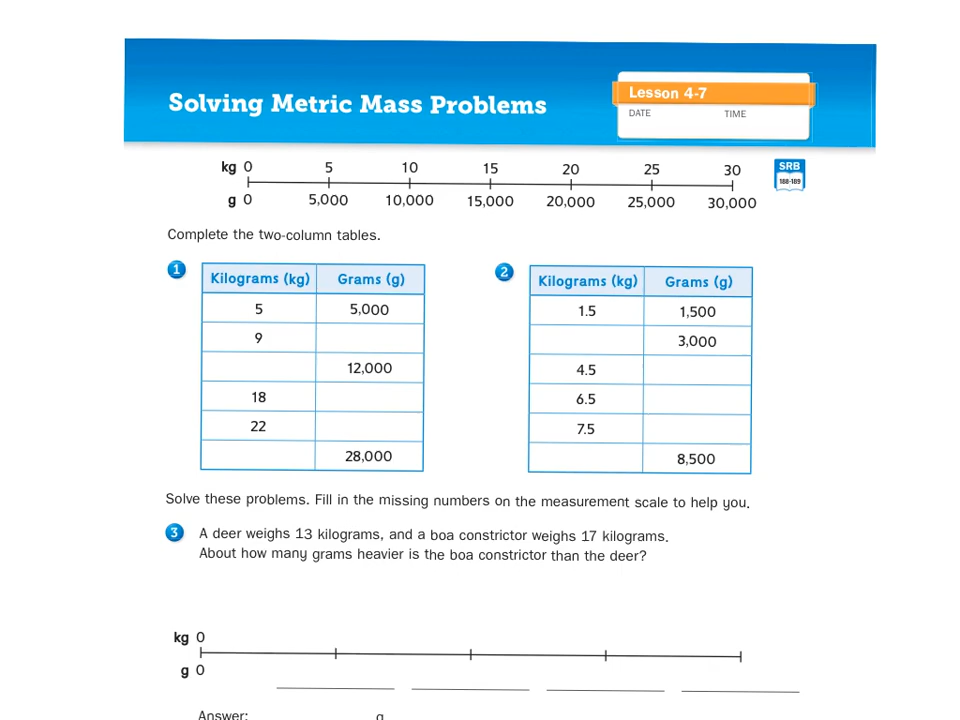 Solving Metric Mass Problems
Lesson 4-7
DATE TIME
kg 0 5 10 15 20 25 30
g 0 5,000 10,000 15,000 20,000 25,000 30,000
SRB
188-189
Complete the two-column tables.
1
Kilograms (kg) Grams (g)
5 5,000
9
12,000
18
22
28,000
2
Kilograms (kg) Grams (g)
1.5 1,500
3,000
4.5
6.5
7.5
8,500
Solve these problems. Fill in the missing numbers on the measurement scale to help you.
3 A deer weighs 13 kilograms, and a boa constrictor weighs 17 kilograms.
About how many grams heavier is the boa constrictor than the deer?
kg 0
g 0
Answer: g